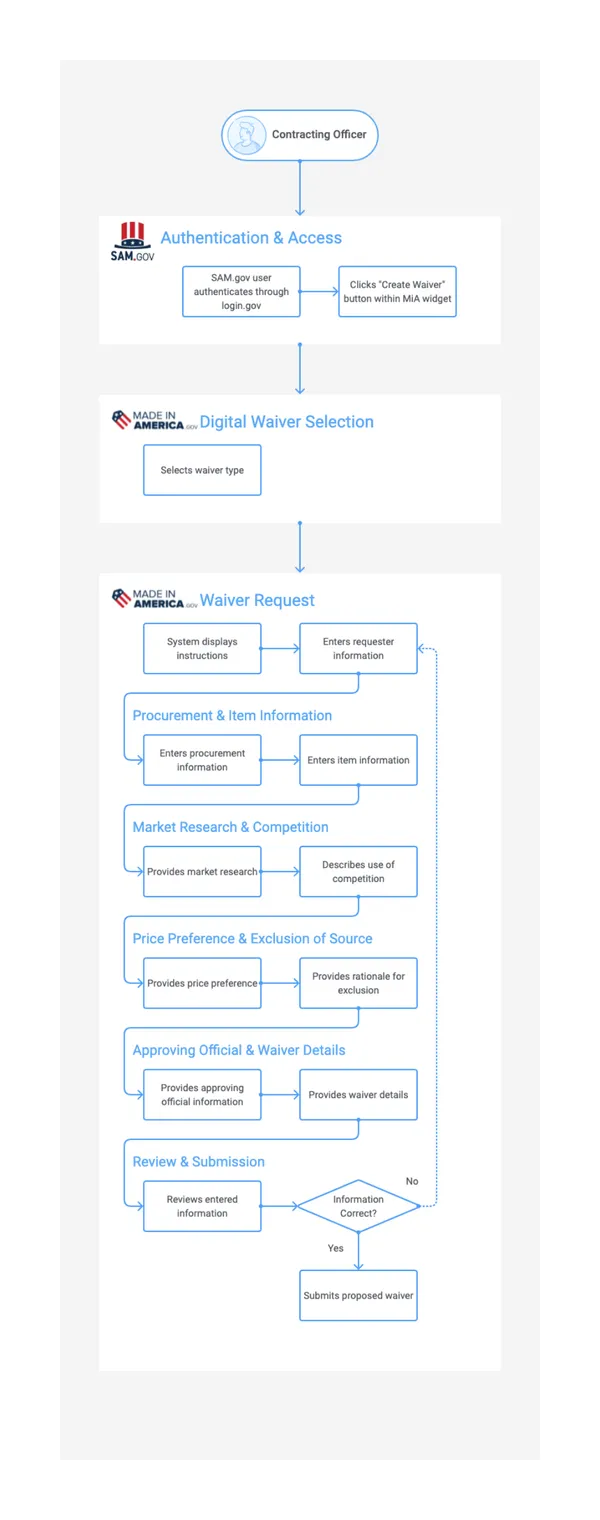 Contracting Officer
SAM.GOV
Authentication & Access
SAM.gov user
authenticates through
login.gov
Clicks "Create Waiver"
button within MiA widget
MADE IN
AMERICA.GOV
Digital Waiver Selection
Selects waiver type
MADE IN
AMERICA.GOV
Waiver Request
System displays
instructions
Enters requester
information
Procurement & Item Information
Enters procurement
information
Enters item information
Market Research & Competition
Provides market research
Describes use of
competition
Price Preference & Exclusion of Source
Provides price preference
Provides rationale for
exclusion
Approving Official & Waiver Details
Provides approving
official information
Provides waiver details
Review & Submission
Reviews entered
information
Information
Correct?
No
Yes
Submits proposed waiver